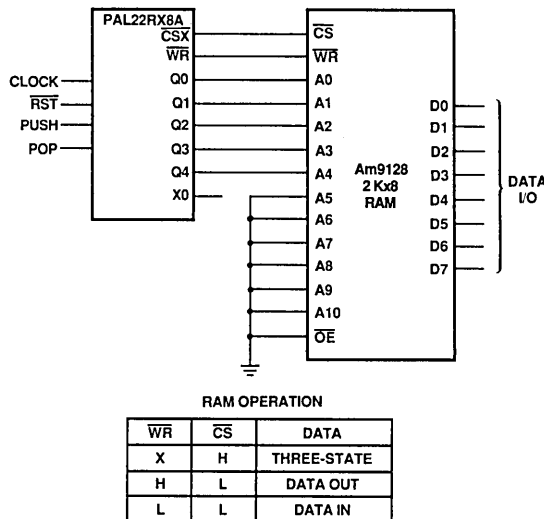 PAL22RX8A
CLOCK
RST
PUSH
POP
CSX
WR
Q0
Q1
Q2
Q3
Q4
X0
CS
WR
A0
A1
A2
A3
A4
A5
A6
A7
A8
A9
A10
OE
Am9128
2 Kx8
RAM
D0
D1
D2
D3
D4
D5
D6
D7
DATA
I/O
RAM OPERATION
WR CS DATA
X H THREE-STATE
H L DATA OUT
L L DATA IN